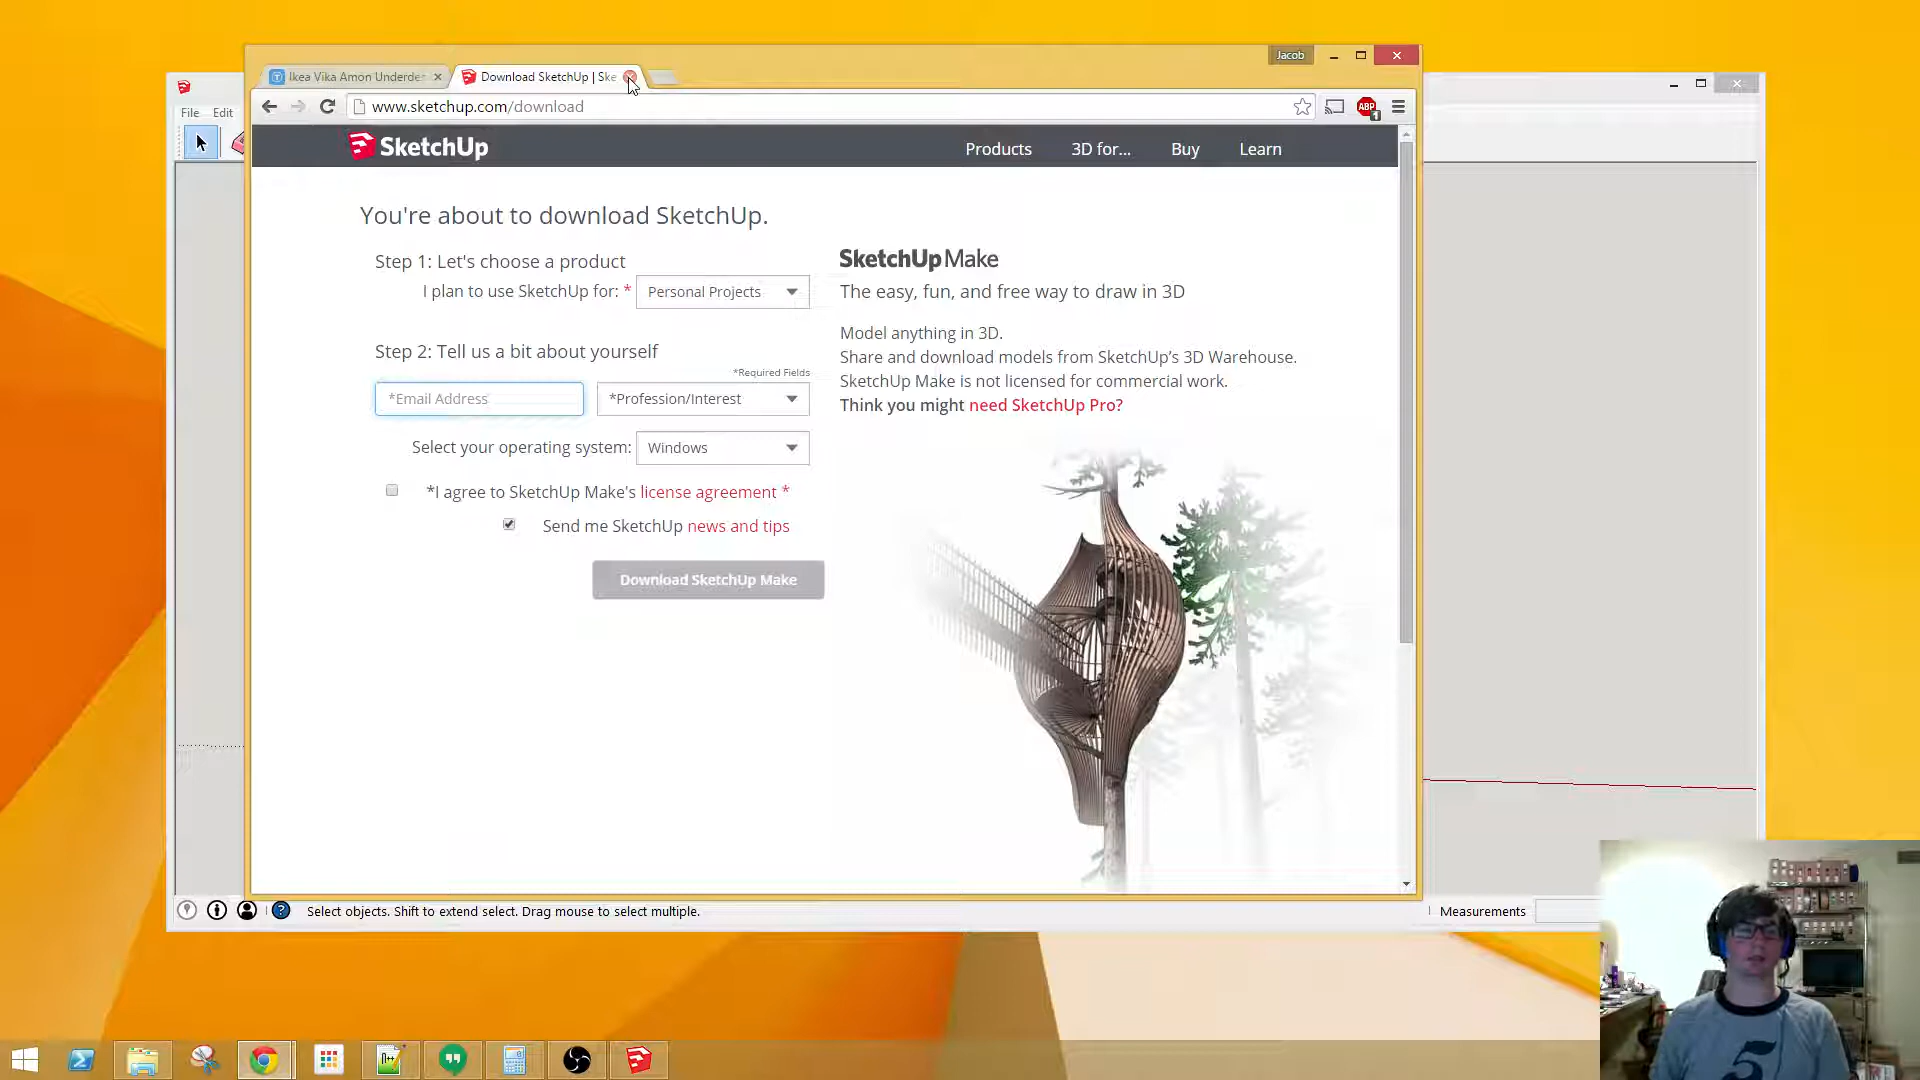 Jacob
Ikea Vika Amon Underde
Download SketchUp | Ske
www.sketchup.com/download
ABP
1
File Edit
SketchUp
Products 3D for... Buy Learn
You're about to download SketchUp.
Step 1: Let's choose a product
I plan to use SketchUp for: * Personal Projects
Step 2: Tell us a bit about yourself
*Required Fields
*Email Address *Profession/Interest
Select your operating system: Windows
*I agree to SketchUp Make's license agreement *
Send me SketchUp news and tips
Download SketchUp Make
SketchUp Make
The easy, fun, and free way to draw in 3D
Model anything in 3D.
Share and download models from SketchUp's 3D Warehouse.
SketchUp Make is not licensed for commercial work.
Think you might need SketchUp Pro?
Select objects. Shift to extend select. Drag mouse to select multiple.
Measurements
5